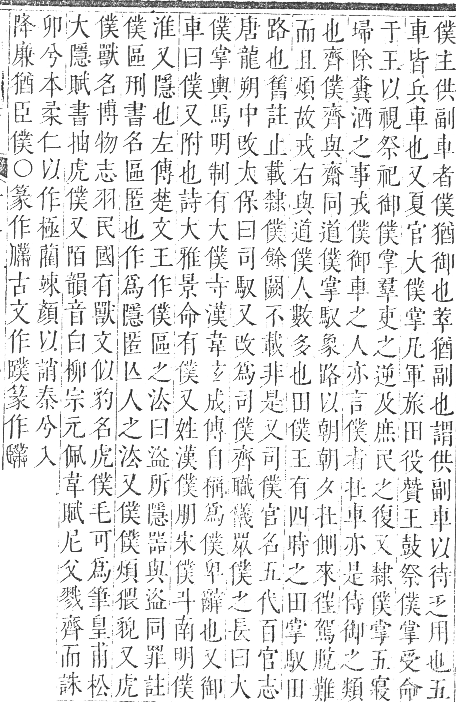 僕主供副車者僕猶御也萃猶副也謂供副車以待乏用也五
車皆兵車也又夏官大僕掌凡軍旅田役贊王鼓祭僕掌受命
于王以視祭祀御僕掌羣吏之逆及庶民之復又隸僕掌五寢
埽除糞洒之事戎僕御車之人亦言僕者在車亦是侍御之類
也齊僕齊與齋同道僕掌馭象路以朝朝夕在側來徃駕脫難
而且煩故戎右與道僕人數多也田僕王有四時之田掌馭田
路也舊註止載隸僕餘闕不載非是又司僕官名五代百官志
唐龍朔中改太保曰司馭又改爲司僕齊職儀眾僕之長曰大
僕掌輿馬明制有大僕寺漢韋玄成傳自稱爲僕卑辭也又御
車曰僕又附也詩大雅景命有僕又姓漢僕朋宋僕斗南明僕
淮又隱也左傳楚文王作僕區之法曰盜所隱器與盜同罪註
僕區刑書名區匿也作爲隱匿亾人之法又僕僕煩猥貌又虎
僕獸名博物志羽民國有獸文似豹名虎僕毛可爲筆皇甫松
大隱賦書抽虎僕又陌韻音白柳宗元佩韋賦尼父戮齊而誅
卯兮本柔仁以作極藺竦顏以誚秦兮入
降廉猶臣僕○篆作䑑古文作㒒篆作